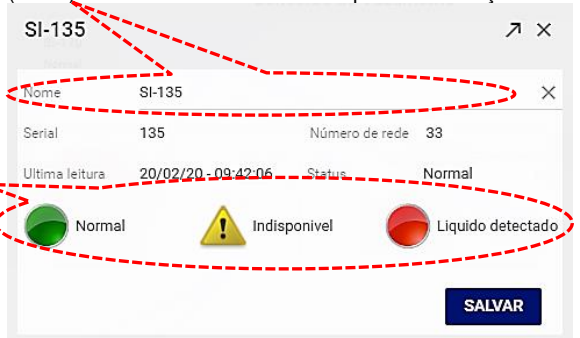 SI-135
Nome SI-135
Serial 135 Número de rede 33
Ultima leitura 20/02/20 - 09:42:06 Status Normal
Normal Indisponivel Liquido detectado
SALVAR